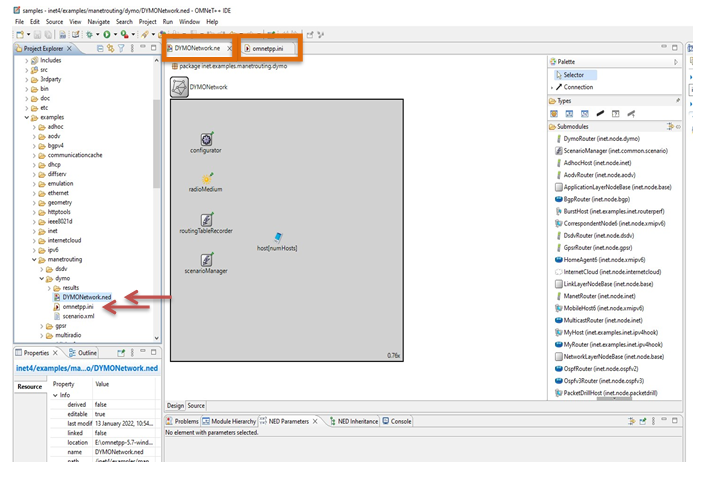 samples - inet4/examples/manetrouting/dymo/DYMONetwork.ned - OMNeT++ IDE
File Edit Source View Navigate Search Project Run Window Help
Project Explorer
Includes
src
3rdparty
bin
doc
etc
examples
adhoc
aodv
bgpv4
communicationcache
dhcp
diffserv
emulation
ethernet
geometry
httptools
ieee8021d
inet
internetcloud
ipv6
manetrouting
dsdv
dymo
results
DYMONetwork.ned
omnetpp.ini
scenario.xml
gpsr
multiradio
Properties Outline
inet4/examples/ma...o/DYMONetwork.ned
Resource
Property Value
Info
derived false
editable true
last modif 13 January 2022, 10:54...
linked false
location E:\omnetpp-5.7-wind...
name DYMONetwork.ned
path /inet4/examples/man
DYMONetwork.ne omnetpp.ini
package inet.examples.manetrouting.dymo
DYMONetwork
configurator
radioMedium
routingTableRecorder
host[numHosts]
scenarioManager
0.76x
Design Source
Problems Module Hierarchy NED Parameters NED Inheritance Console
No element with parameters selected.
Palette
Selector
Connection
Types
Submodules
DymoRouter (inet.node.dymo)
ScenarioManager (inet.common.scenario)
AdhocHost (inet.node.inet)
AodvRouter (inet.node.aodv)
ApplicationLayerNodeBase (inet.node.base)
BgpRouter (inet.node.bgp)
BurstHost (inet.examples.inet.routerperf)
CorrespondentNode6 (inet.node.xmipv6)
DsdvRouter (inet.node.dsdv)
GpsrRouter (inet.node.gpsr)
HomeAgent6 (inet.node.xmipv6)
InternetCloud (inet.node.internetcloud)
LinkLayerNodeBase (inet.node.base)
ManetRouter (inet.node.inet)
MobileHost6 (inet.node.xmipv6)
MulticastRouter (inet.node.inet)
MyHost (inet.examples.inet.ipv4hook)
MyRouter (inet.examples.inet.ipv4hook)
NetworkLayerNodeBase (inet.node.base)
OspfRouter (inet.node.ospfv2)
Ospfv3Router (inet.node.ospfv3)
PacketDrillHost (inet.node.packetdrill)